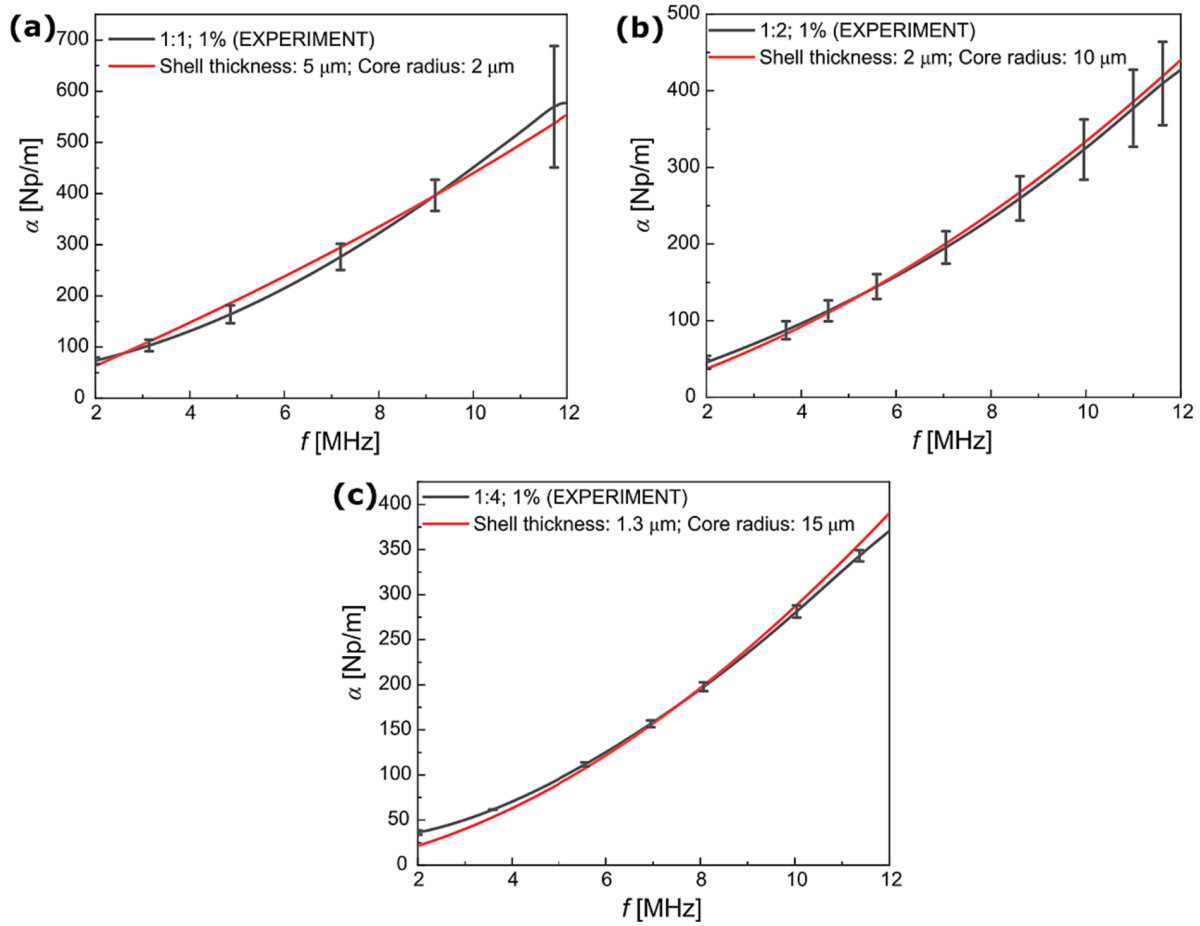 (a)
1:1; 1% (EXPERIMENT)
Shell thickness: 5 μm; Core radius: 2 μm
700
600
500
400
300
200
100
0
α [Np/m]
2 4 6 8 10 12
f [MHz]
(b)
1:2; 1% (EXPERIMENT)
Shell thickness: 2 μm; Core radius: 10 μm
500
400
300
200
100
0
α [Np/m]
2 4 6 8 10 12
f [MHz]
(c)
1:4; 1% (EXPERIMENT)
Shell thickness: 1.3 μm; Core radius: 15 μm
400
350
300
250
200
150
100
50
0
α [Np/m]
2 4 6 8 10 12
f [MHz]